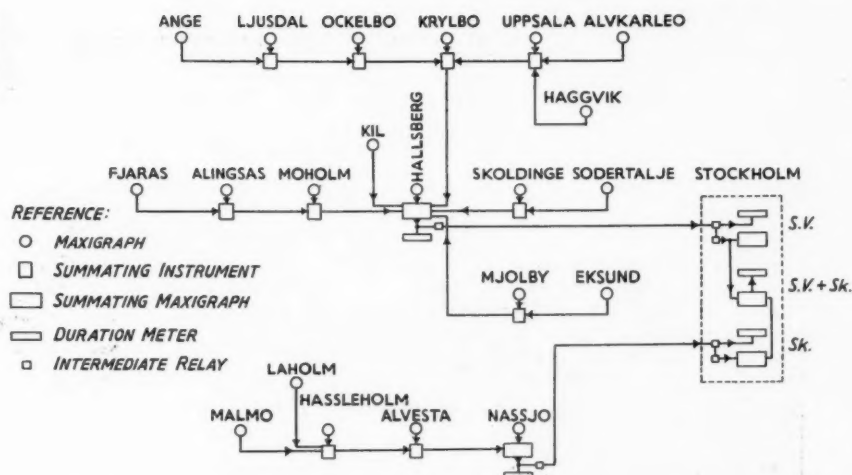 ANGE LJUSDAL OCKELBO KRYLBO UPPSALA ALVKARLEO
HAGGVIK
KIL
HALLSBERG
FJARAS ALINGSAS MOHOLM SKOLDINGE SODERTALJE STOCKHOLM
REFERENCE:
MAXIGRAPH
SUMMATING INSTRUMENT
SUMMATING MAXIGRAPH
DURATION METER
INTERMEDIATE RELAY
S.V.
S.V. + Sk.
Sk.
MJOLBY EKSUND
LAHOLM
HASSLEHOLM
MALMO ALVESTA NASSJO